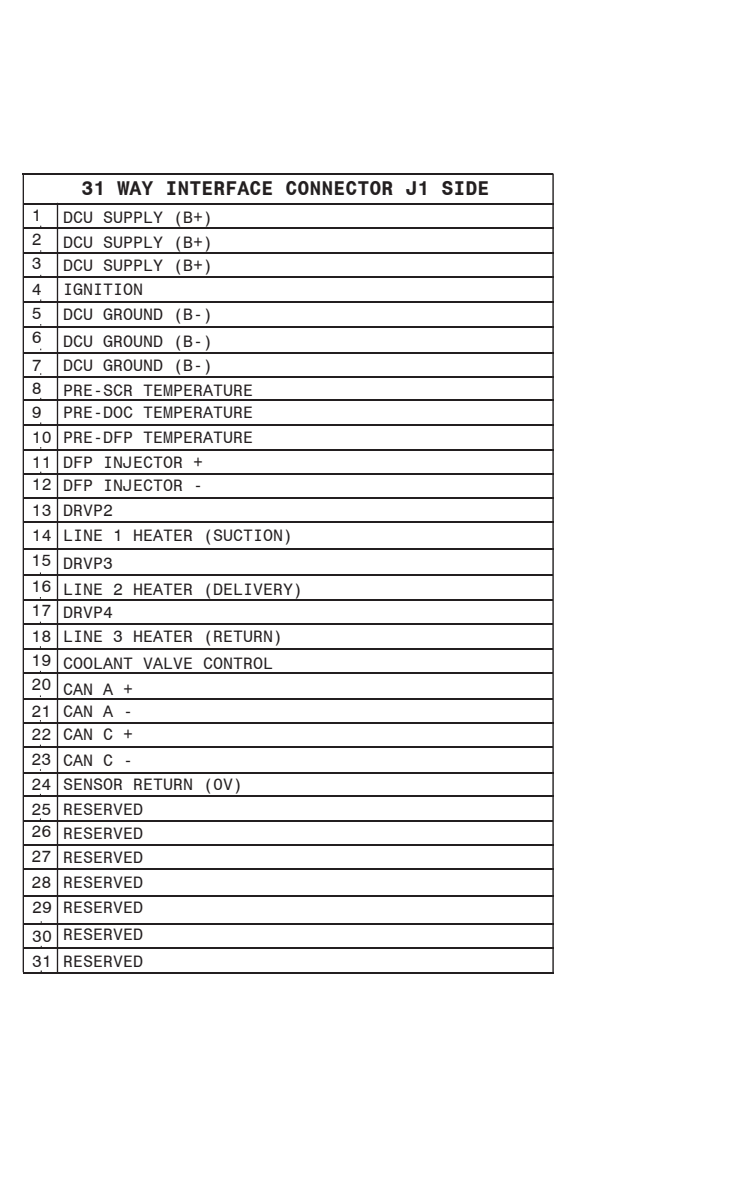 31 WAY INTERFACE CONNECTOR J1 SIDE
1 DCU SUPPLY (B+)
2 DCU SUPPLY (B+)
3 DCU SUPPLY (B+)
4 IGNITION
5 DCU GROUND (B-)
6 DCU GROUND (B-)
7 DCU GROUND (B-)
8 PRE-SCR TEMPERATURE
9 PRE-DOC TEMPERATURE
10 PRE-DFP TEMPERATURE
11 DFP INJECTOR +
12 DFP INJECTOR -
13 DRVP2
14 LINE 1 HEATER (SUCTION)
15 DRVP3
16 LINE 2 HEATER (DELIVERY)
17 DRVP4
18 LINE 3 HEATER (RETURN)
19 COOLANT VALVE CONTROL
20 CAN A +
21 CAN A -
22 CAN C +
23 CAN C -
24 SENSOR RETURN (0V)
25 RESERVED
26 RESERVED
27 RESERVED
28 RESERVED
29 RESERVED
30 RESERVED
31 RESERVED